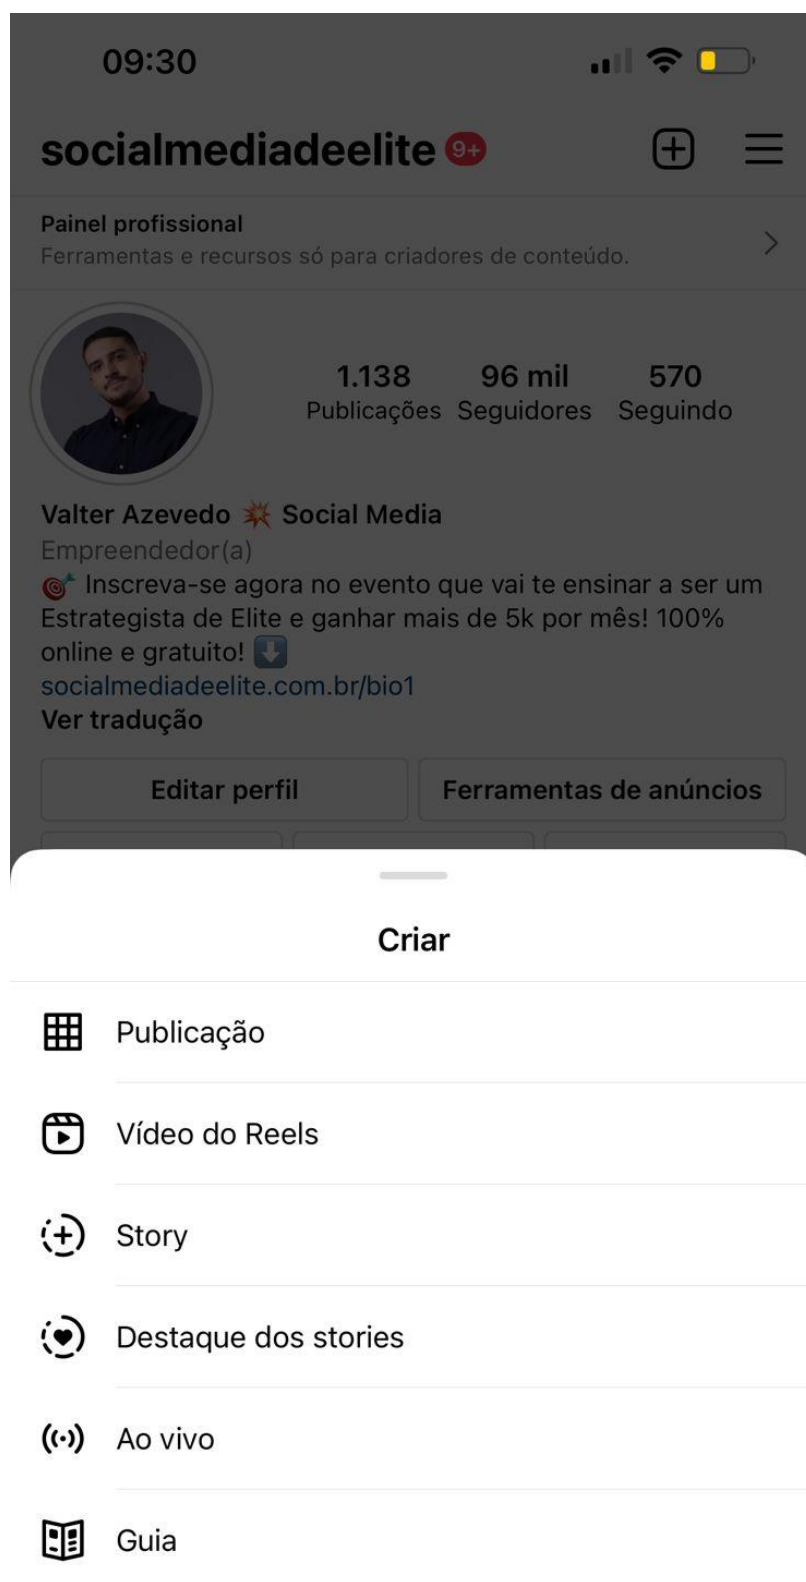 09:30
socialmediadeelite 9+
Painel profissional
Ferramentas e recursos só para criadores de conteúdo.
1.138 96 mil 570
Publicações Seguidores Seguindo
Valter Azevedo 💥 Social Media
Empreendedor(a)
🎯 Inscreva-se agora no evento que vai te ensinar a ser um
Estrategista de Elite e ganhar mais de 5k por mês! 100%
online e gratuito! ⬇️
socialmediadeelite.com.br/bio1
Ver tradução
Editar perfil Ferramentas de anúncios
Criar
Publicação
Vídeo do Reels
Story
Destaque dos stories
Ao vivo
Guia